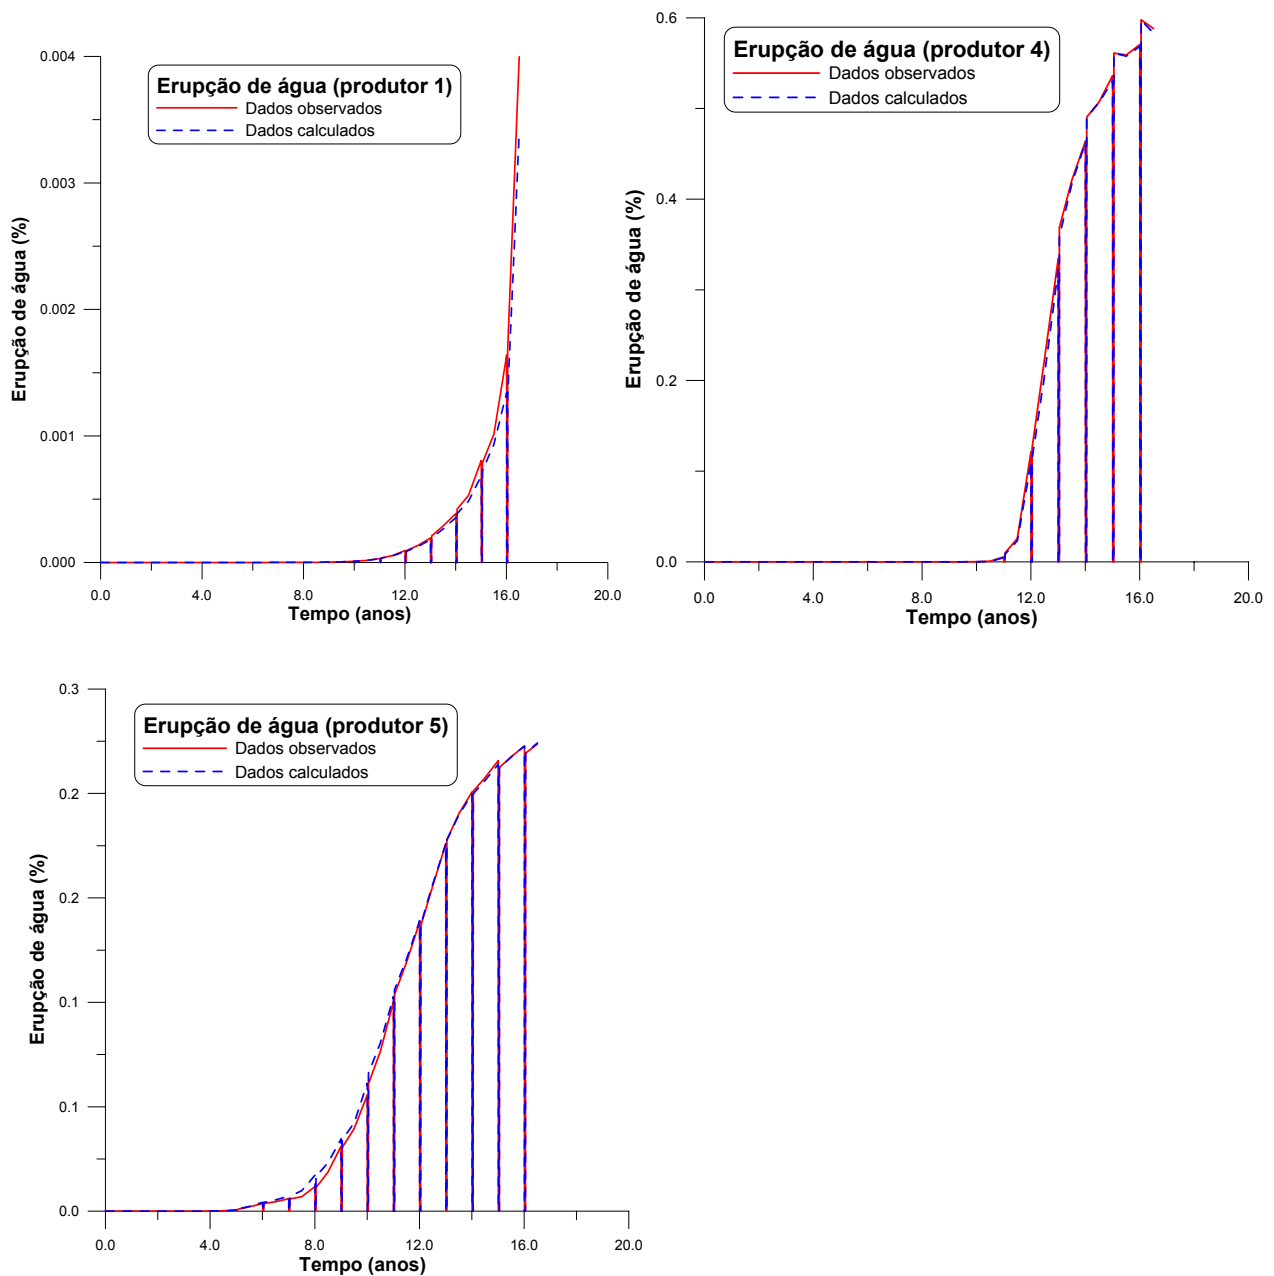 Erupção de água (produtor 1)
Dados observados
Dados calculados
Erupção de água (%)
0.004
0.003
0.002
0.001
0.000
0.0
4.0
8.0
12.0
16.0
20.0
Tempo (anos)
Erupção de água (produtor 4)
Dados observados
Dados calculados
Erupção de água (%)
0.6
0.4
0.2
0.0
0.0
4.0
8.0
12.0
16.0
20.0
Tempo (anos)
Erupção de água (produtor 5)
Dados observados
Dados calculados
Erupção de água (%)
0.3
0.2
0.2
0.1
0.1
0.0
0.0
4.0
8.0
12.0
16.0
20.0
Tempo (anos)